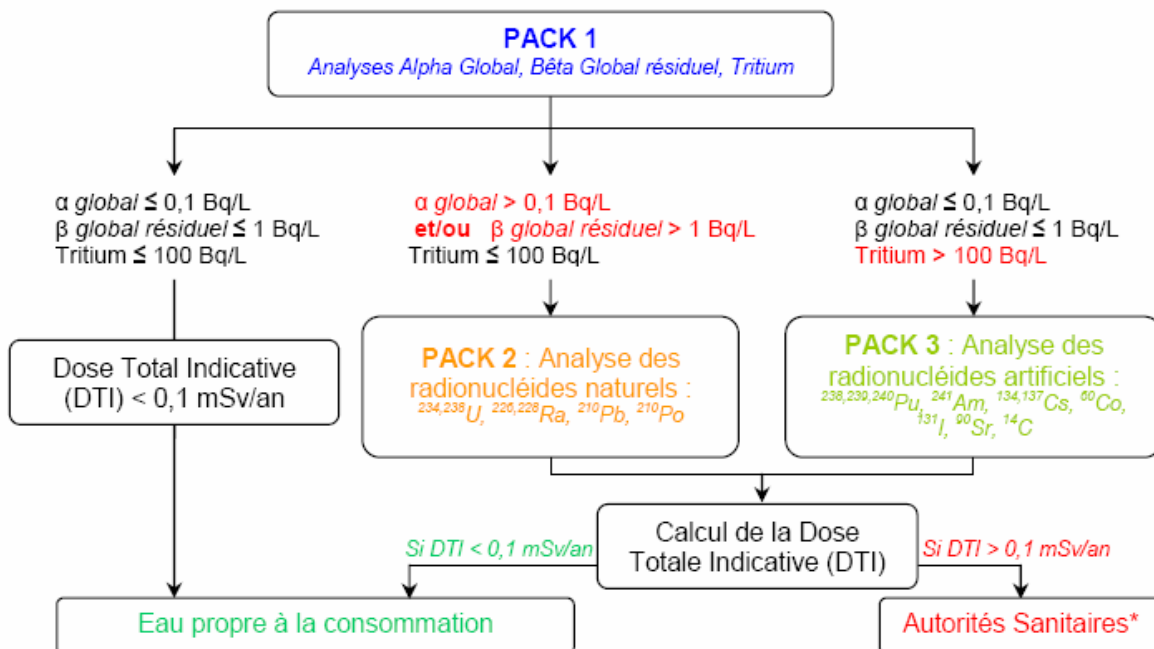 PACK 1
Analyses Alpha Global, Bêta Global résiduel, Tritium
α global ≤ 0,1 Bq/L
β global résiduel ≤ 1 Bq/L
Tritium ≤ 100 Bq/L
α global > 0,1 Bq/L
et/ou β global résiduel > 1 Bq/L
Tritium ≤ 100 Bq/L
α global ≤ 0,1 Bq/L
β global résiduel ≤ 1 Bq/L
Tritium > 100 Bq/L
Dose Total Indicative
(DTI) < 0,1 mSv/an
PACK 2 : Analyse des
radionucléides naturels :
²³⁴,²³⁸U, ²²⁶,²²⁸Ra, ²¹⁰Pb, ²¹⁰Po
PACK 3 : Analyse des
radionucléides artificiels :
²³⁸,²³⁹,²⁴⁰Pu, ²⁴¹Am, ¹³⁴,¹³⁷Cs, ⁶⁰Co,
¹³¹I, ⁹⁰Sr, ¹⁴C
Calcul de la Dose
Totale Indicative (DTI)
Si DTI < 0,1 mSv/an
Si DTI > 0,1 mSv/an
Eau propre à la consommation
Autorités Sanitaires*